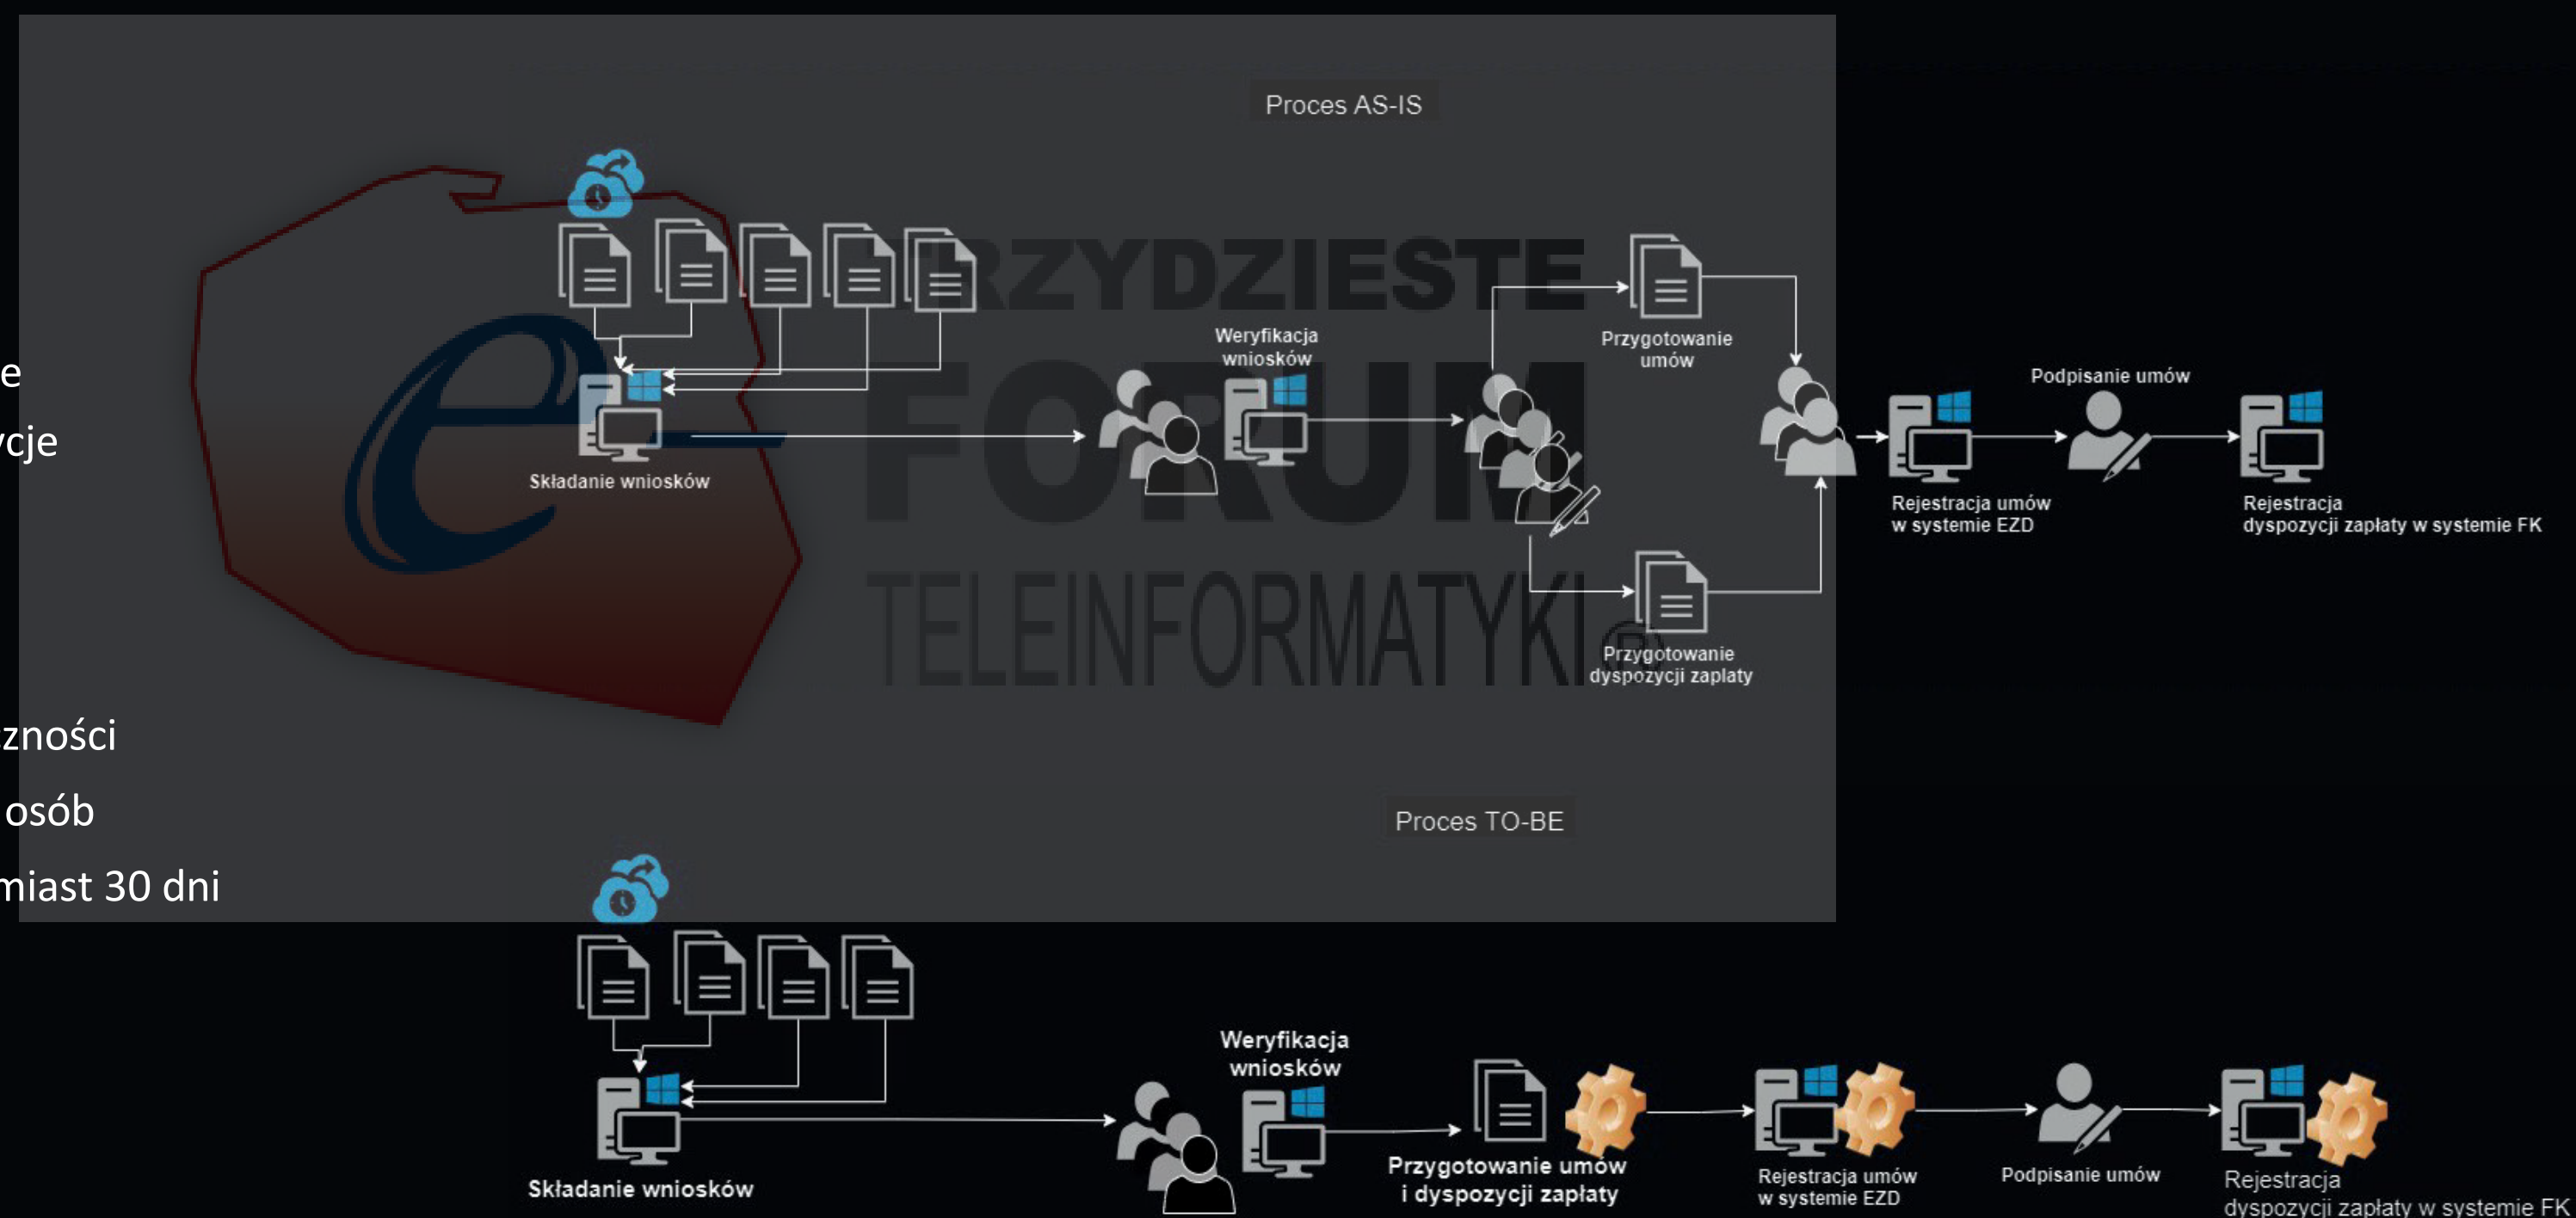 Proces AS-IS
TRZYDZIESTE
FORUM
TELEINFORMATYKI®
e
ycje
zności
osób
miast 30 dni
Składanie wniosków
Weryfikacja
wniosków
Przygotowanie
umów
Przygotowanie
dyspozycji zaplaty
Rejestracja umów
w systemie EZD
Podpisanie umów
Rejestracja
dyspozycji zapłaty w systemie FK
Proces TO-BE
Składanie wniosków
Weryfikacja
wniosków
Przygotowanie umów
i dyspozycji zapłaty
Rejestracja umów
w systemie EZD
Podpisanie umów
Rejestracja
dyspozycji zapłaty w systemie FK